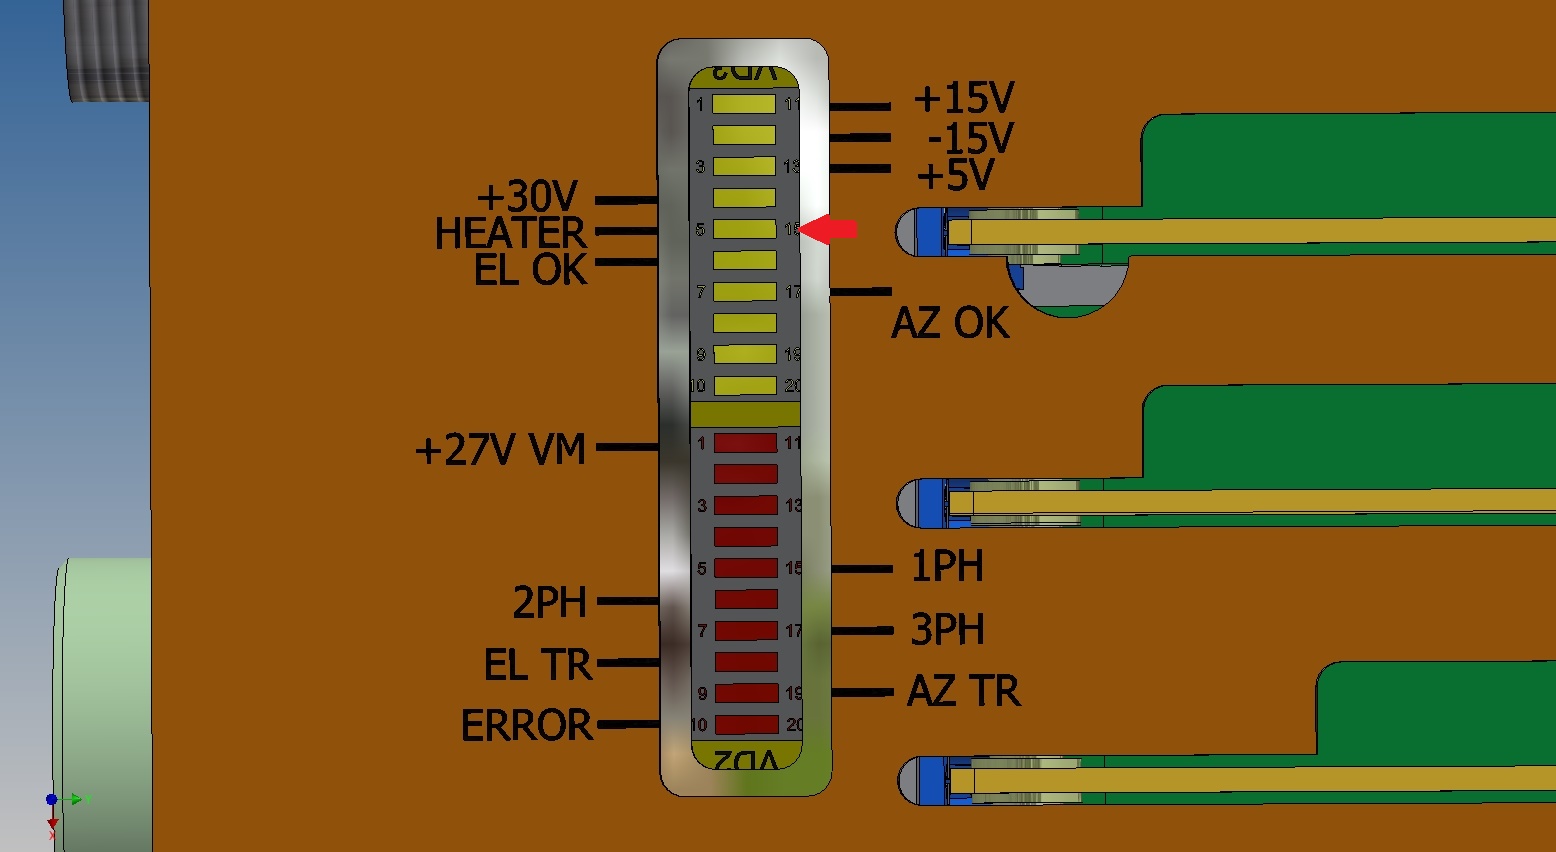 VD3
1 11 +15V
-15V
3 13 +5V
+30V
HEATER 5 15
EL OK
7 17
AZ OK
9 19
10 20
+27V VM 1 11
3 13
5 15 1PH
2PH
7 17 3PH
EL TR
9 19 AZ TR
ERROR 10 20
VD2
Y
X